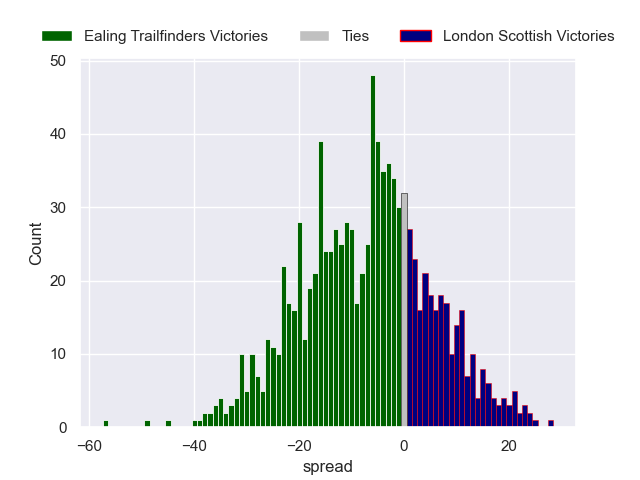 Ealing Trailfinders Victories Ties London Scottish Victories
50
40
30
20
10
0
Count
−60 −40 −20 0 20
spread